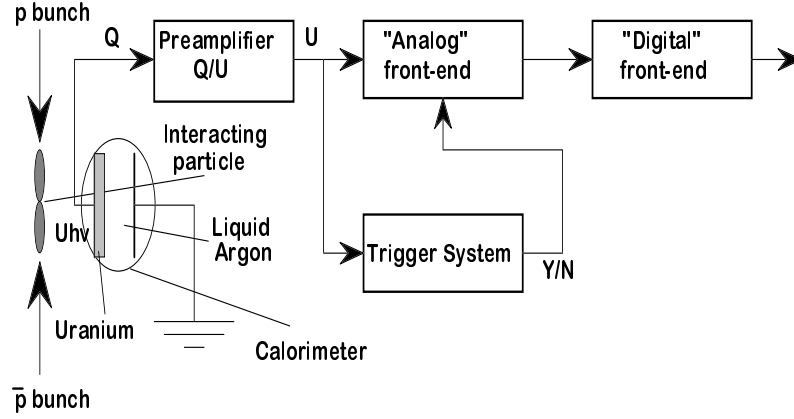 p bunch
Q
Preamplifier
Q/U
U
"Analog"
front-end
"Digital"
front-end
Interacting
particle
Uhv
Liquid
Argon
Trigger System
Y/N
Uranium
Calorimeter
p̅ bunch